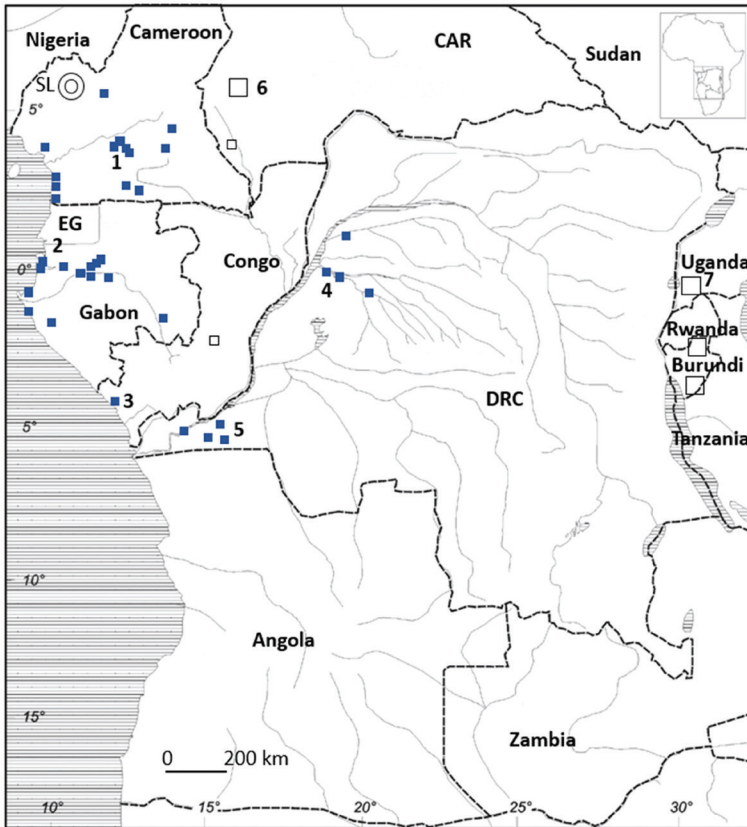 Cameroon
Nigeria
CAR
Sudan
SL
6
5°
1
EG
2
Congo
Uganda
0°
7
4
Gabon
Rwanda
Burundi
3
DRC
5°
5
Tanzania
10°
Angola
15°
Zambia
0 200 km
10° 15° 20° 25° 30°